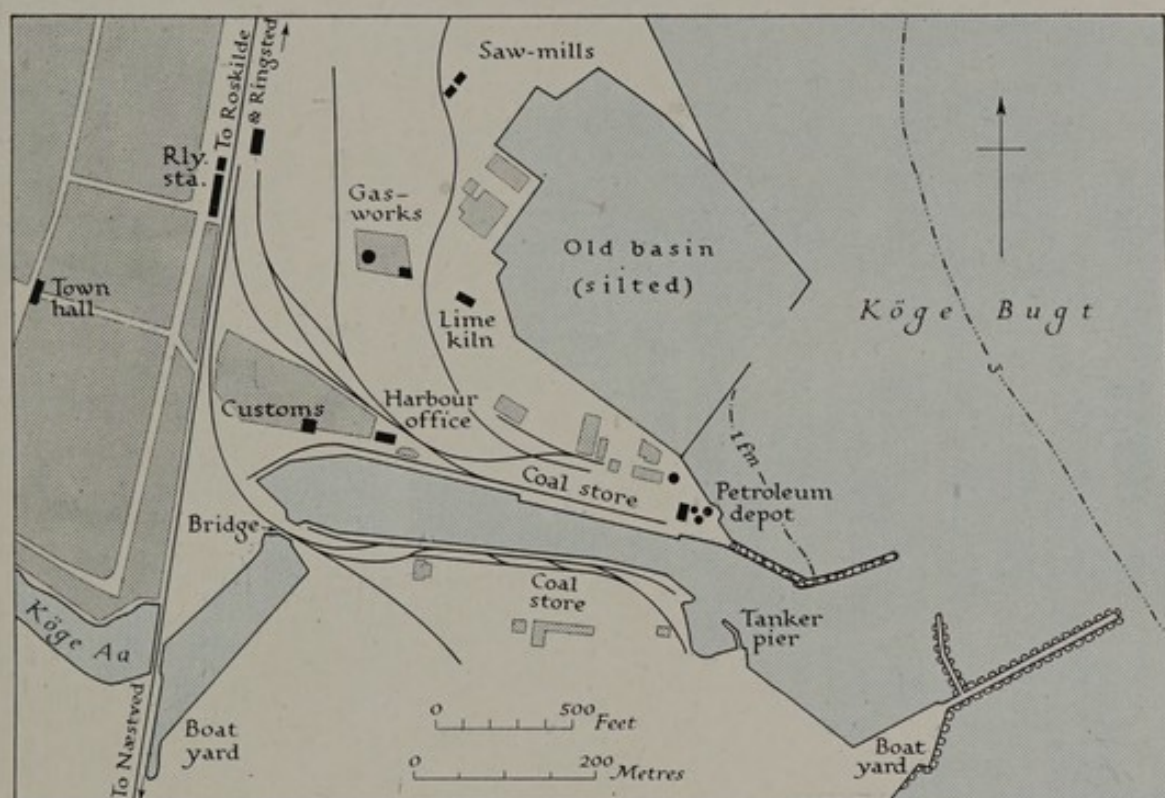 Saw-mills
To Roskilde
& Ringsted
Rly.
sta.
Gas-
works
Old basin
(silted)
Town
hall
Lime
kiln
Köge Bugt
3
Customs
Harbour
office
1 fm
Coal store
Petroleum
depot
Bridge
Coal
store
Tanker
pier
Köge Aa
0 500 Feet
Boat
yard
Boat
yard
0 200 Metres
To Næstved